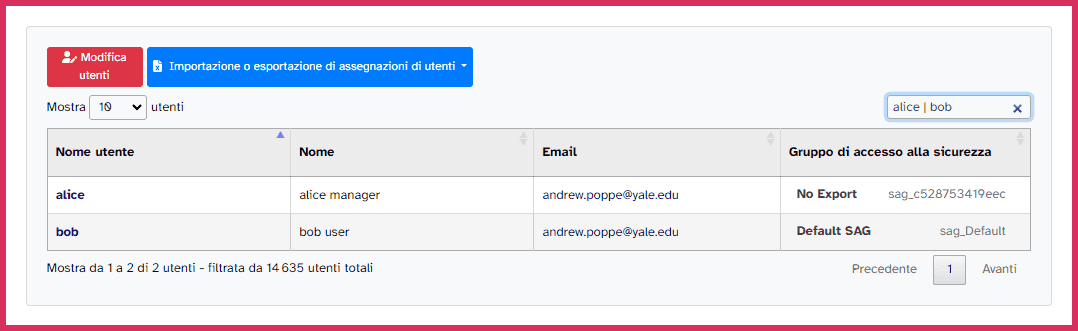 Modifica
utenti
Importazione o esportazione di assegnazioni di utenti
Mostra 10 utenti
alice | bob
Nome utente Nome Email Gruppo di accesso alla sicurezza
alice alice manager andrew.poppe@yale.edu No Export sag_c528753419eec
bob bob user andrew.poppe@yale.edu Default SAG sag_Default
Mostra da 1 a 2 di 2 utenti - filtrata da 14 635 utenti totali
Precedente 1 Avanti